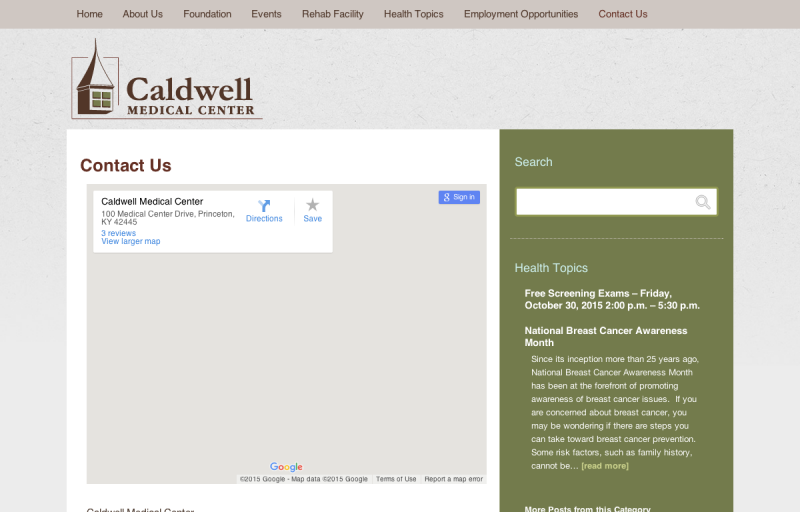 Home About Us Foundation Events Rehab Facility Health Topics Employment Opportunities Contact Us
Caldwell
MEDICAL CENTER
Contact Us
Caldwell Medical Center
100 Medical Center Drive, Princeton,
KY 42445
3 reviews
View larger map
Directions
Save
Sign in
Google
©2015 Google - Map data ©2015 Google Terms of Use Report a map error
Caldwell Medical Center
Search
Health Topics
Free Screening Exams – Friday,
October 30, 2015 2:00 p.m. – 5:30 p.m.
National Breast Cancer Awareness
Month
Since its inception more than 25 years ago,
National Breast Cancer Awareness Month
has been at the forefront of promoting
awareness of breast cancer issues. If you
are concerned about breast cancer, you
may be wondering if there are steps you
can take toward breast cancer prevention.
Some risk factors, such as family history,
cannot be... [read more]
More Posts from this Category